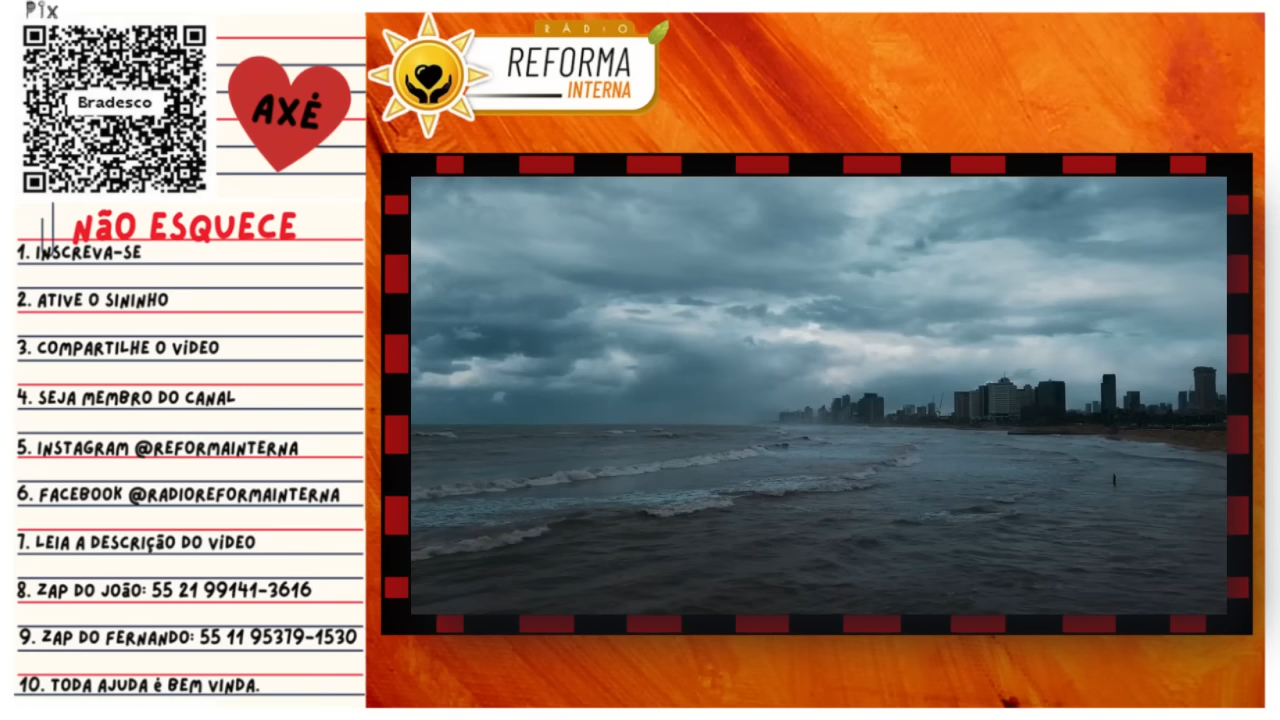 Pix
Bradesco
AXÉ
RÁDIO
REFORMA
INTERNA
NÃO ESQUECE
1. INSCREVA-SE
2. ATIVE O SININHO
3. COMPARTILHE O VÍDEO
4. SEJA MEMBRO DO CANAL
5. INSTAGRAM @REFORMAINTERNA
6. FACEBOOK @RADIOREFORMAINTERNA
7. LEIA A DESCRIÇÃO DO VÍDEO
8. ZAP DO JOÃO: 55 21 99141-3616
9. ZAP DO FERNANDO: 55 11 95379-1530
10. TODA AJUDA É BEM VINDA.